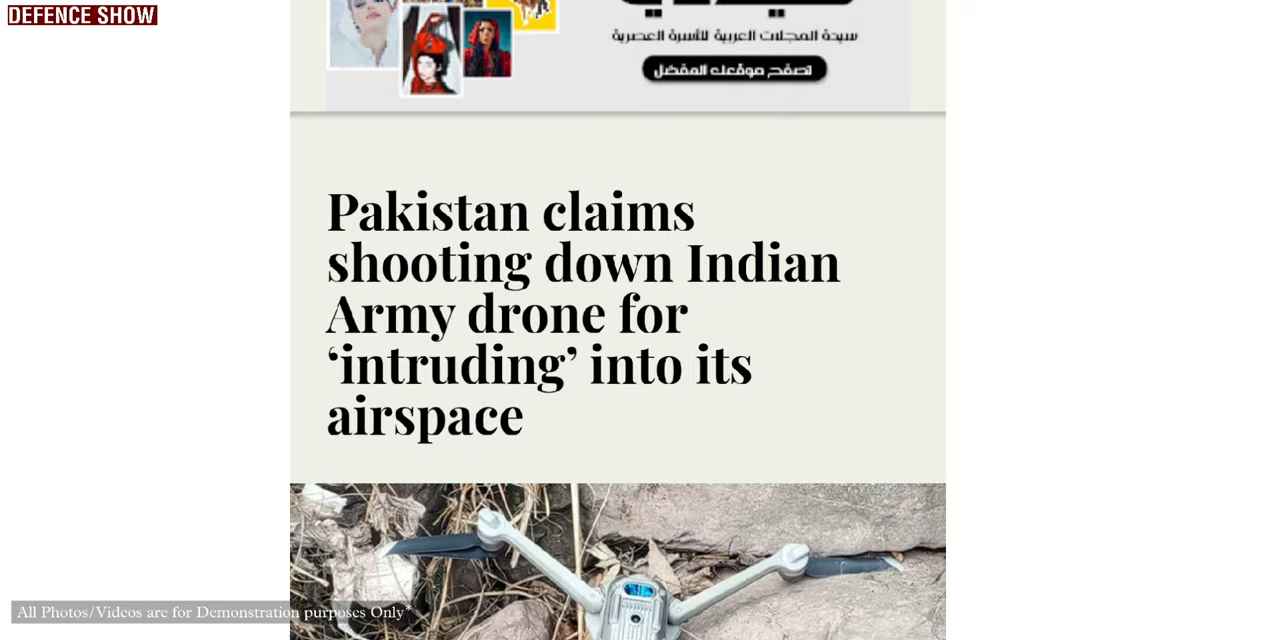 DEFENCE SHOW
سيدة المجلات العربية للأسرة العصرية
تصفح موقعك المفضل
Pakistan claims
shooting down Indian
Army drone for
‘intruding’ into its
airspace
All Photos/Videos are for Demonstration purposes Only*